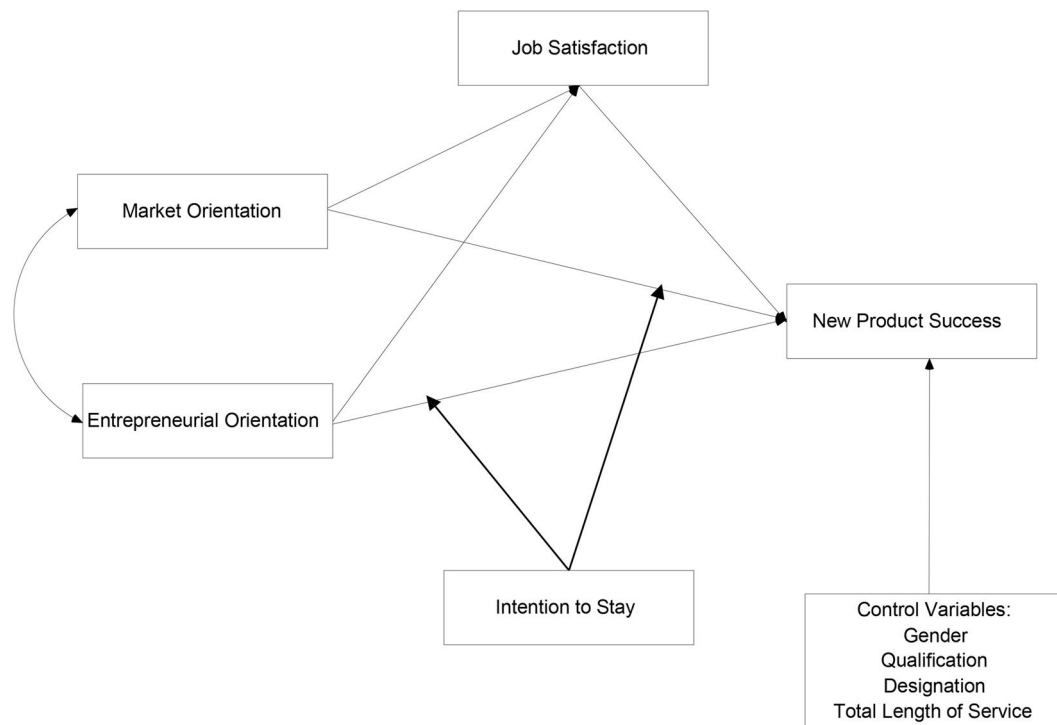 Job Satisfaction
Market Orientation
New Product Success
Entrepreneurial Orientation
Intention to Stay
Control Variables:
Gender
Qualification
Designation
Total Length of Service